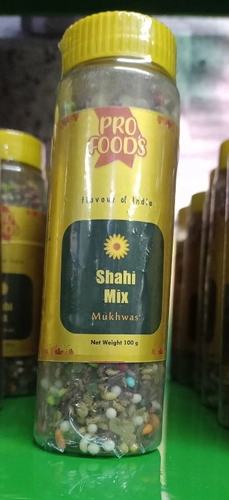 PRO
FOODS
Flavour of India
Shahi
Mix
Mukhwas
Net Weight 100 g